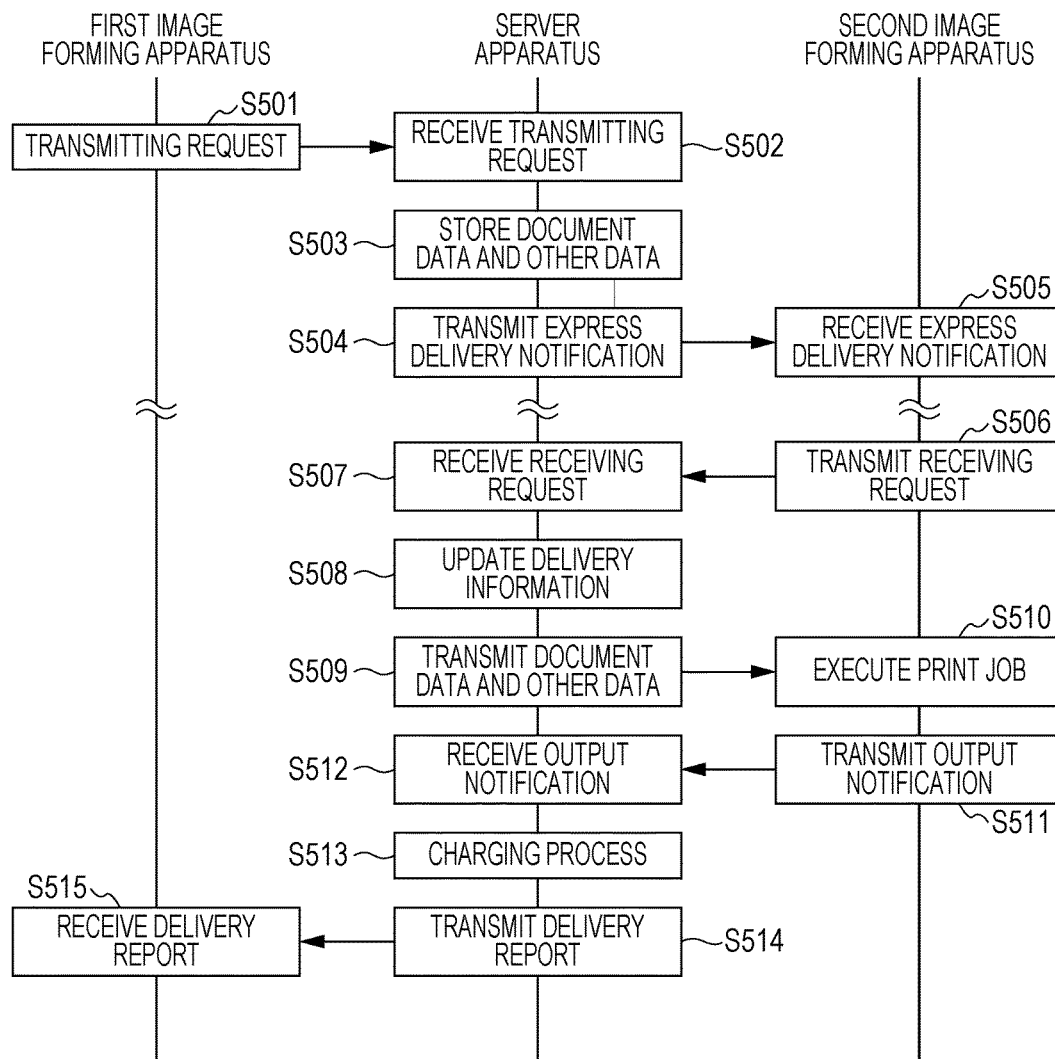 FIRST IMAGE
FORMING APPARATUS
SERVER
APPARATUS
SECOND IMAGE
FORMING APPARATUS
S501
TRANSMITTING REQUEST
RECEIVE TRANSMITTING
REQUEST
S502
S503
STORE DOCUMENT
DATA AND OTHER DATA
S504
TRANSMIT EXPRESS
DELIVERY NOTIFICATION
S505
RECEIVE EXPRESS
DELIVERY NOTIFICATION
S506
TRANSMIT RECEIVING
REQUEST
S507
RECEIVE RECEIVING
REQUEST
S508
UPDATE DELIVERY
INFORMATION
S509
TRANSMIT DOCUMENT
DATA AND OTHER DATA
S510
EXECUTE PRINT JOB
S512
RECEIVE OUTPUT
NOTIFICATION
TRANSMIT OUTPUT
NOTIFICATION
S511
S513
CHARGING PROCESS
S515
RECEIVE DELIVERY
REPORT
TRANSMIT DELIVERY
REPORT
S514